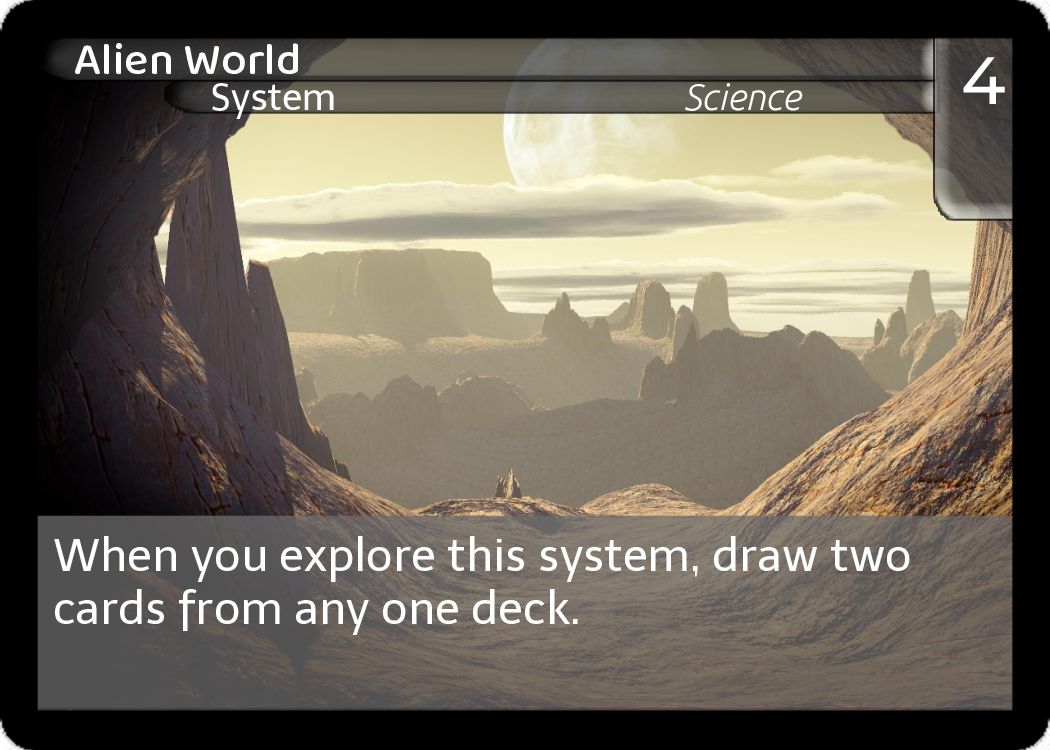 Alien World
4
System Science
When you explore this system, draw two
cards from any one deck.